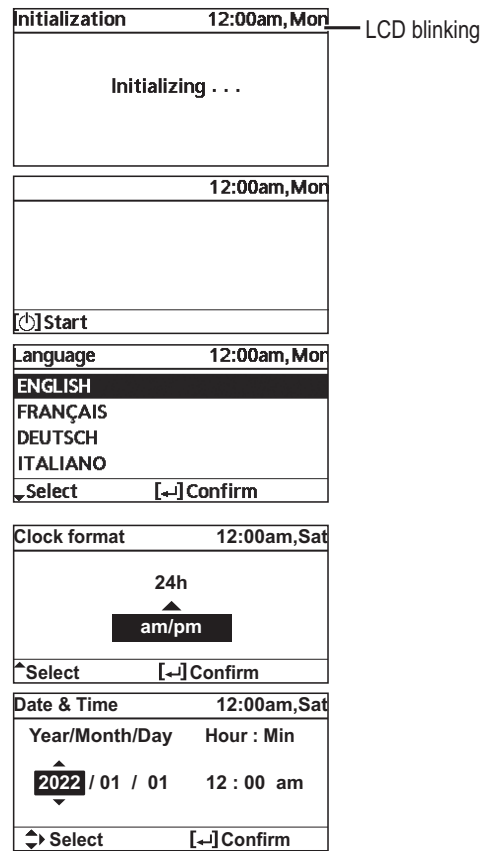 Initialization 12:00am,Mon
LCD blinking
Initializing . . .
12:00am,Mon
[⏻]Start
Language 12:00am,Mon
ENGLISH
FRANÇAIS
DEUTSCH
ITALIANO
Select [↵]Confirm
Clock format 12:00am,Sat
24h
am/pm
Select [↵]Confirm
Date & Time 12:00am,Sat
Year/Month/Day Hour : Min
2022 / 01 / 01 12 : 00 am
Select [↵]Confirm